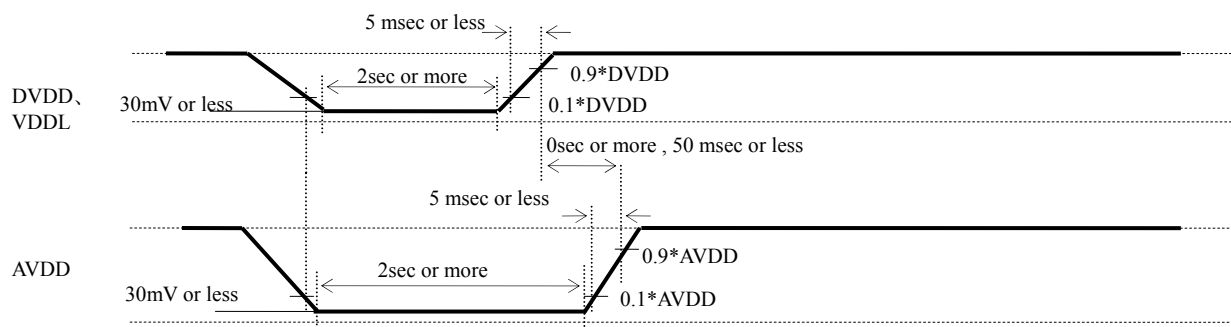 5 msec or less
2sec or more
0.9*DVDD
DVDD、
VDDL
30mV or less
0.1*DVDD
0sec or more , 50 msec or less
5 msec or less
0.9*AVDD
AVDD
2sec or more
30mV or less
0.1*AVDD